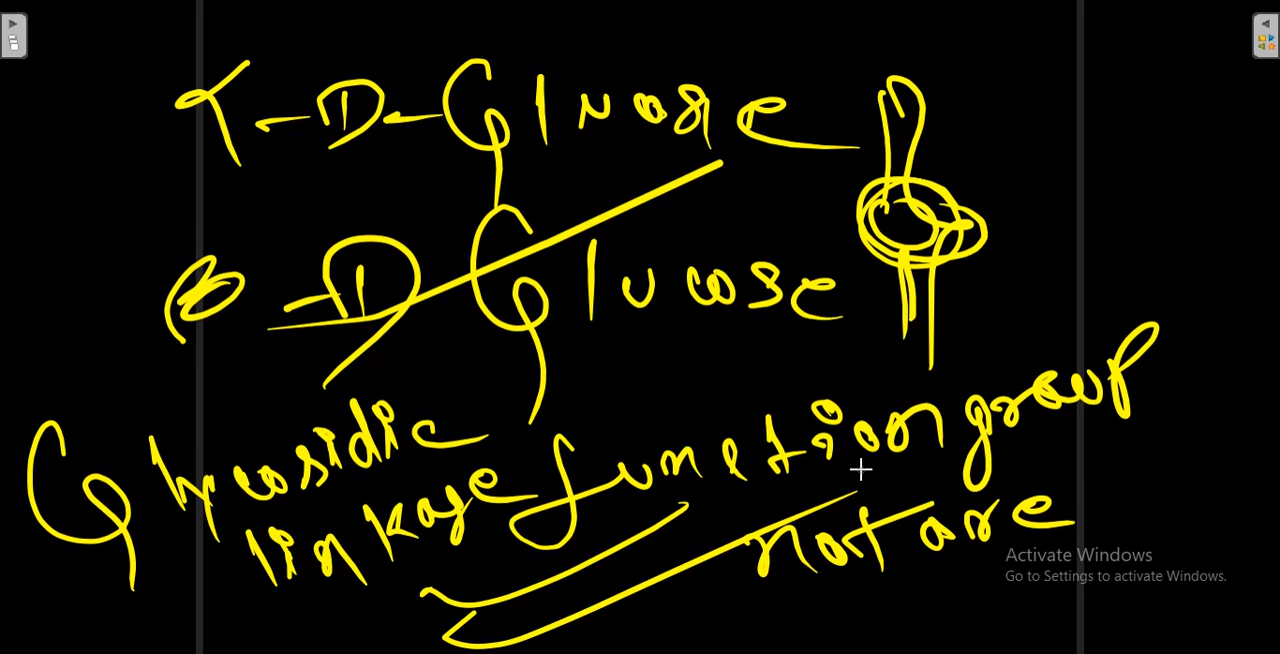 -D-Glucose
-D Glucose
Glycosidic function group
linkage not are
Activate Windows
Go to Settings to activate Windows.